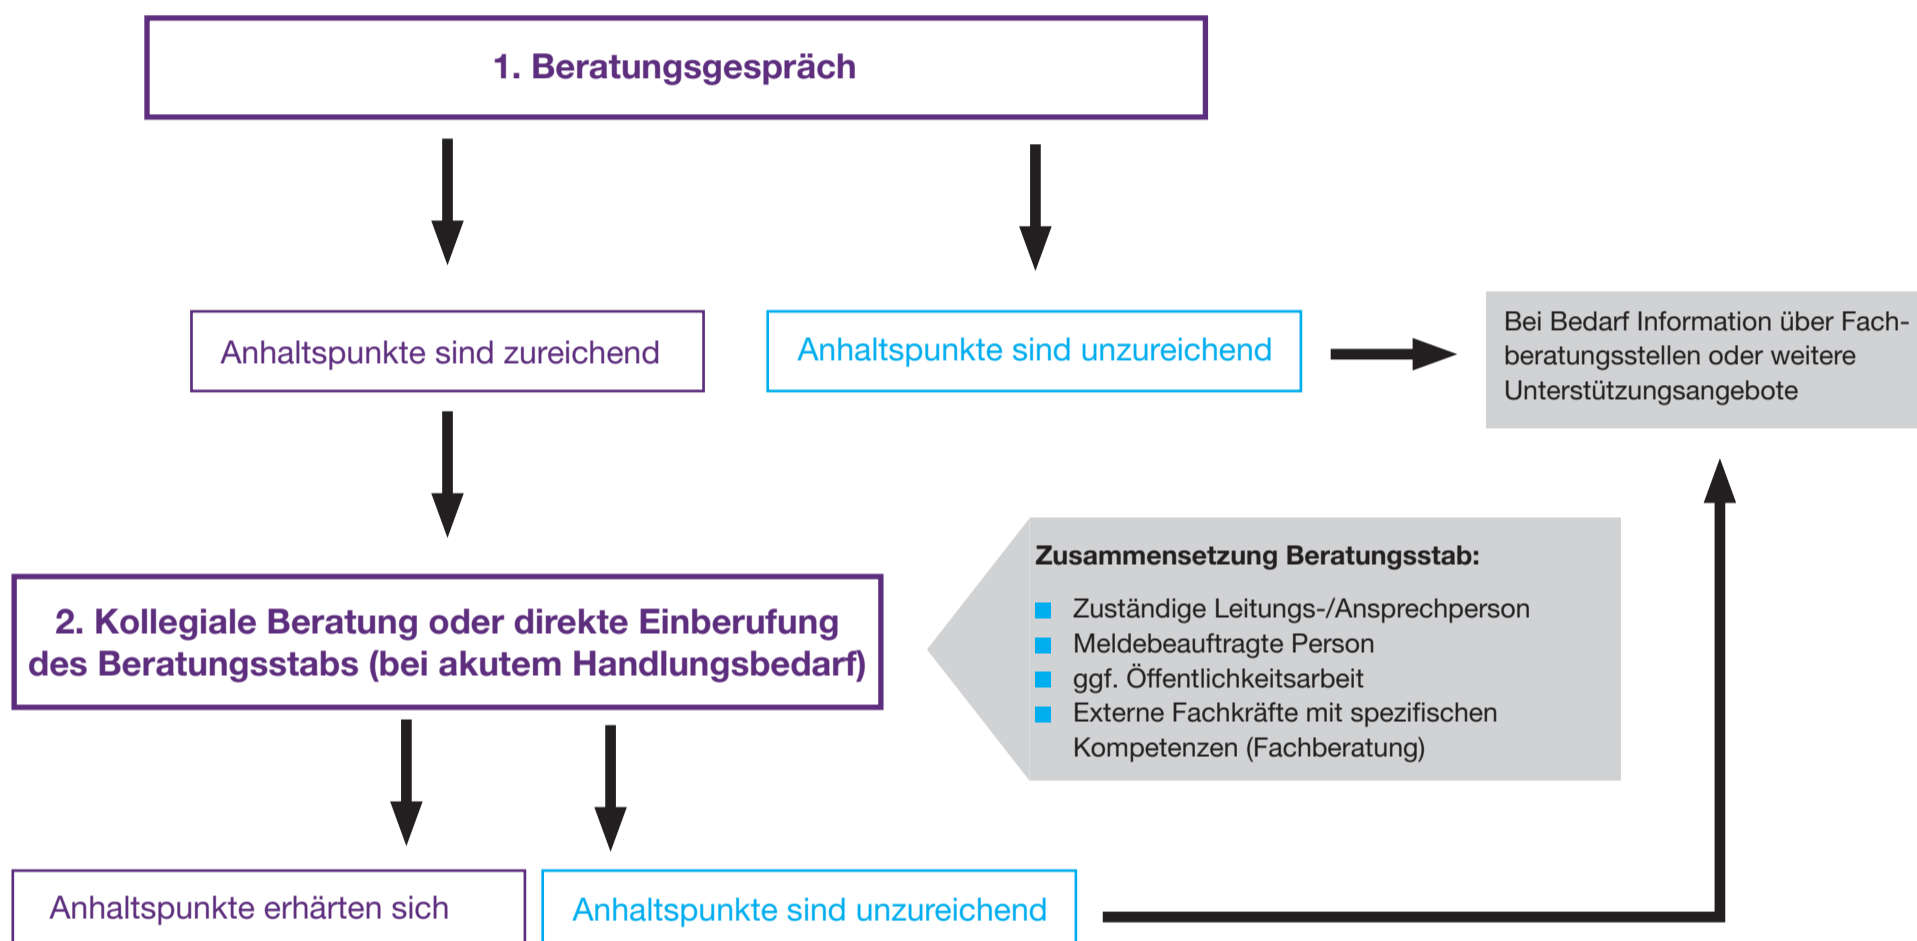 1. Beratungsgespräch
Anhaltspunkte sind zureichend
Anhaltspunkte sind unzureichend
Bei Bedarf Information über Fach-
beratungsstellen oder weitere
Unterstützungsangebote
2. Kollegiale Beratung oder direkte Einberufung
des Beratungsstabs (bei akutem Handlungsbedarf)
Zusammensetzung Beratungsstab:
Zuständige Leitungs-/Ansprechperson
Meldebeauftragte Person
ggf. Öffentlichkeitsarbeit
Externe Fachkräfte mit spezifischen
Kompetenzen (Fachberatung)
Anhaltspunkte erhärten sich
Anhaltspunkte sind unzureichend